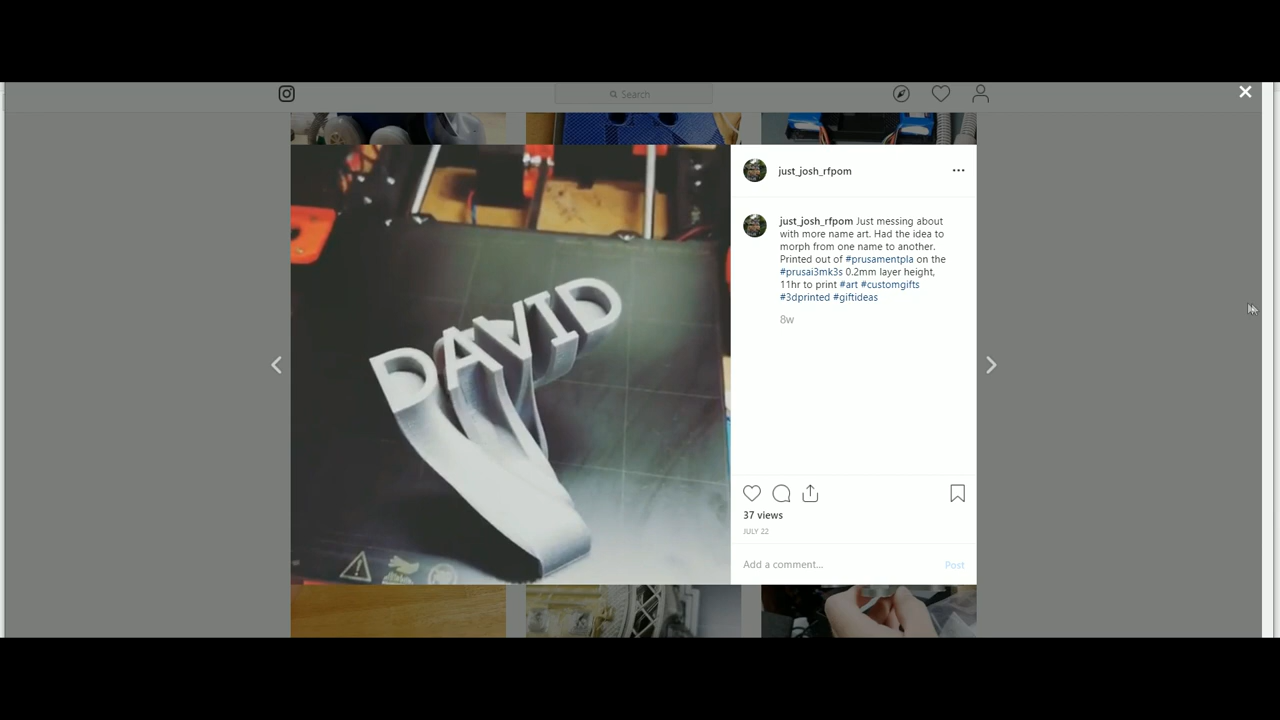 Search
just_josh_rfpom
just_josh_rfpom Just messing about
with more name art. Had the idea to
morph from one name to another.
Printed out of #prusamentpla on the
#prusai3mk3s 0.2mm layer height,
11hr to print #art #customgifts
#3dprinted #giftideas
8w
DAVID
37 views
JULY 22
Add a comment...
Post